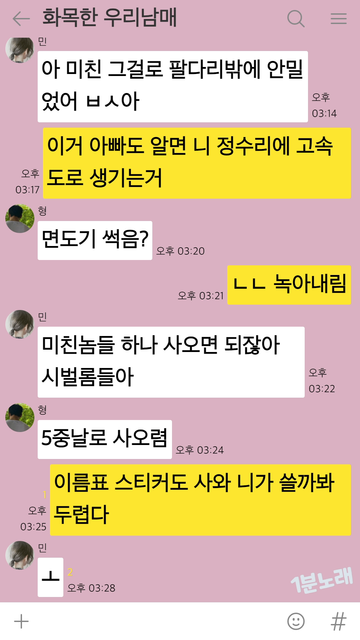 화목한 우리남매
민
아 미친 그걸로 팔다리밖에 안밀
었어 ㅂㅅ아
오후
03:14
이거 아빠도 알면 니 정수리에 고속
도로 생기는거
오후
03:17
형
면도기 썩음?
오후 03:20
ㄴㄴ 녹아내림
오후 03:21
민
미친놈들 하나 사오면 되잖아
시벌롬들아
오후
03:22
형
5중날로 사오렴
오후 03:24
이름표 스티커도 사와 니가 쓸까봐
두렵다
1
오후
03:25
민
ㅗ
2
오후 03:28
1분노래
#